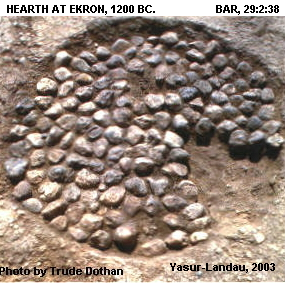 HEARTH AT EKRON, 1200 BC. BAR, 29:2:38
Photo by Trude Dothan Yasur-Landau, 2003